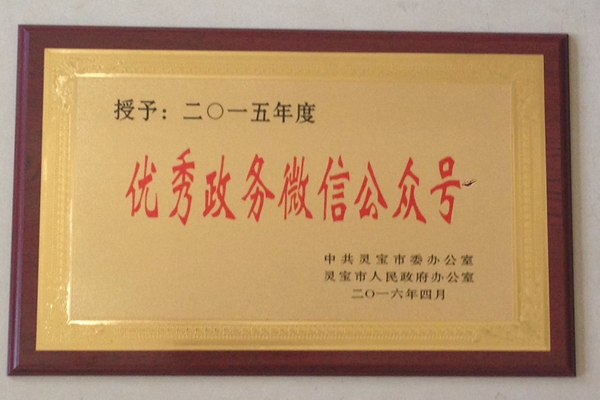 授予：二〇一五年度
优秀政务微信公众号
中共灵宝市委办公室
灵宝市人民政府办公室
二〇一六年四月